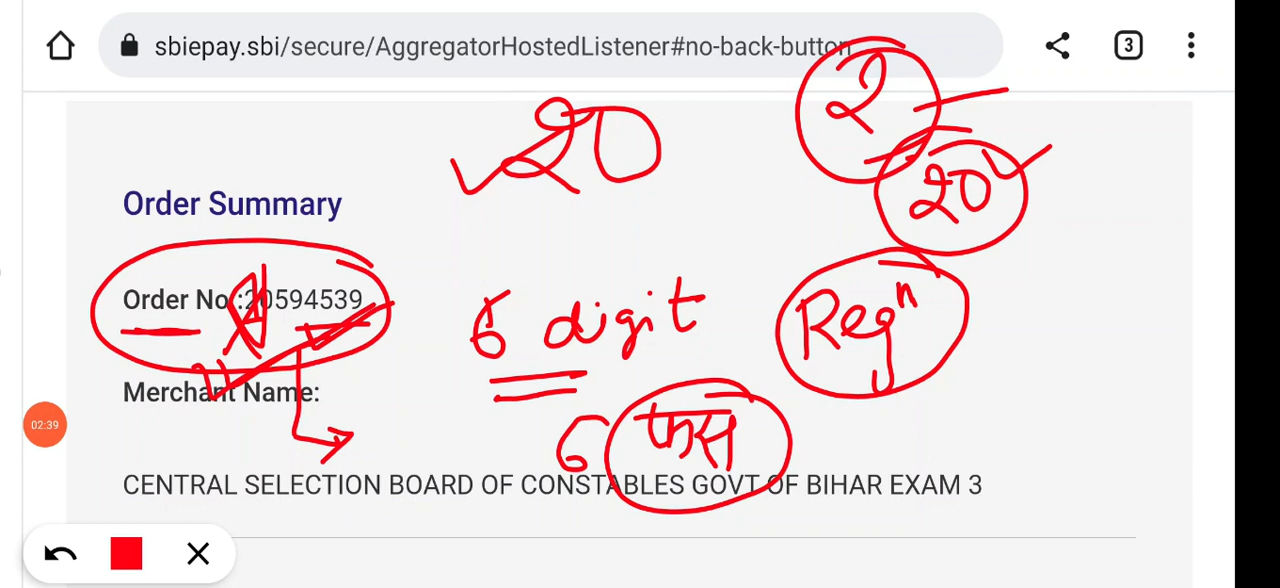 sbiepay.sbi/secure/AggregatorHostedListener#no-back-button
3
2
20
20
Order Summary
Order No.:20594539
6 digit
Regn
Merchant Name:
02:39
6
CENTRAL SELECTION BOARD OF CONSTABLES GOVT OF BIHAR EXAM 3